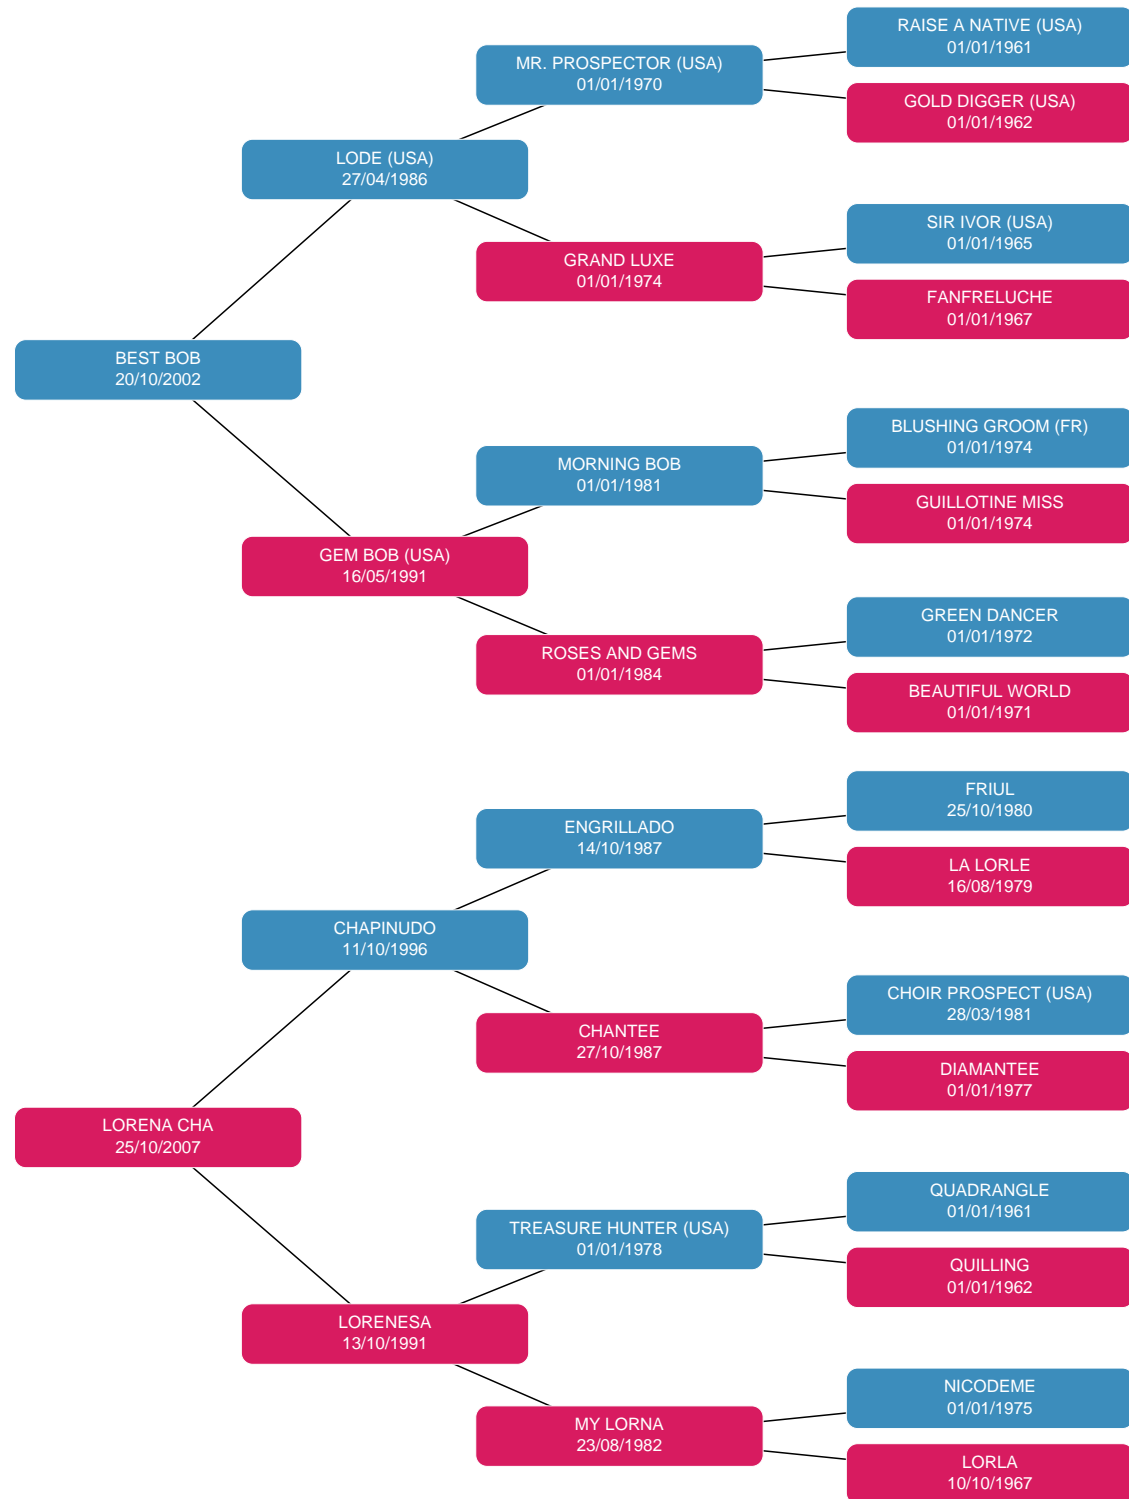 RAISE A NATIVE (USA)
01/01/1961
MR. PROSPECTOR (USA)
01/01/1970
GOLD DIGGER (USA)
01/01/1962
LODE (USA)
27/04/1986
SIR IVOR (USA)
01/01/1965
GRAND LUXE
01/01/1974
FANFRELUCHE
01/01/1967
BEST BOB
20/10/2002
BLUSHING GROOM (FR)
01/01/1974
MORNING BOB
01/01/1981
GUILLOTINE MISS
01/01/1974
GEM BOB (USA)
16/05/1991
GREEN DANCER
01/01/1972
ROSES AND GEMS
01/01/1984
BEAUTIFUL WORLD
01/01/1971
FRIUL
25/10/1980
ENGRILLADO
14/10/1987
LA LORLE
16/08/1979
CHAPINUDO
11/10/1996
CHOIR PROSPECT (USA)
28/03/1981
CHANTEE
27/10/1987
DIAMANTEE
01/01/1977
LORENA CHA
25/10/2007
QUADRANGLE
01/01/1961
TREASURE HUNTER (USA)
01/01/1978
QUILLING
01/01/1962
LORENESA
13/10/1991
NICODEME
01/01/1975
MY LORNA
23/08/1982
LORLA
10/10/1967